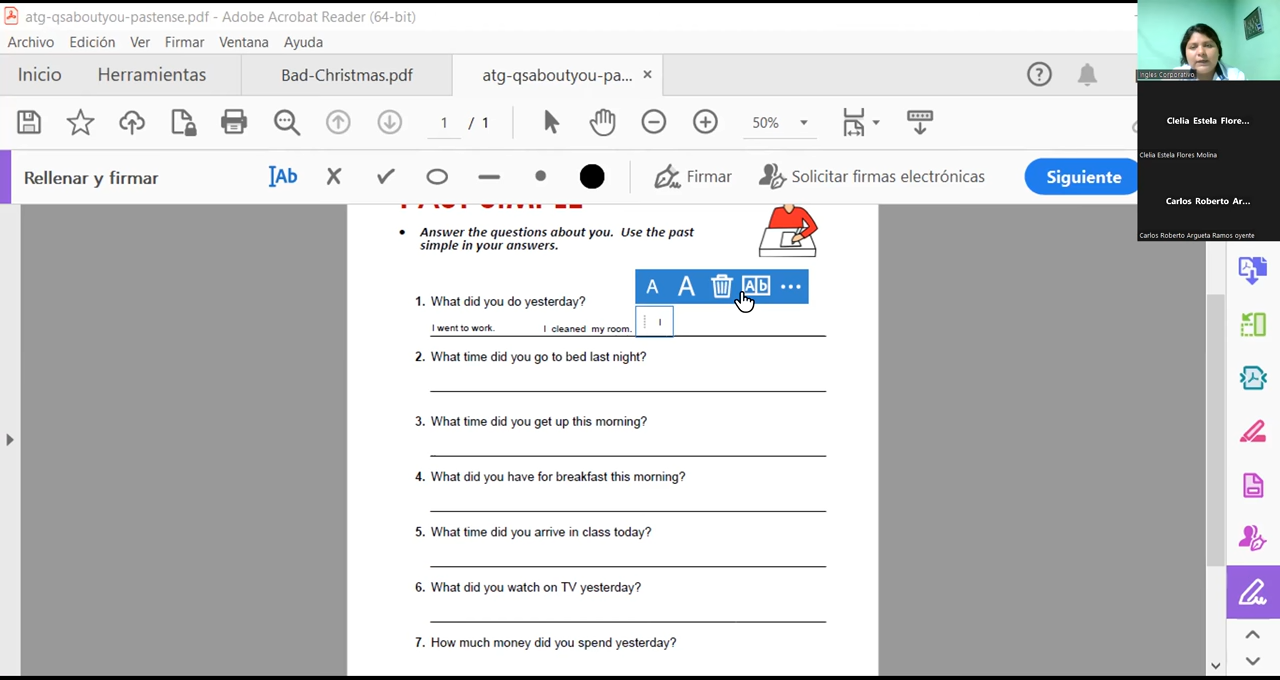 atg-qsaboutyou-pastense.pdf - Adobe Acrobat Reader (64-bit)
Archivo Edición Ver Firmar Ventana Ayuda
Inicio Herramientas Bad-Christmas.pdf atg-qsaboutyou-pa... ×
1 / 1 50%
Rellenar y firmar Ab Firmar Solicitar firmas electrónicas Siguiente
Ingles Corporativo
Clelia Estela Flore...
Clelia Estela Flores Molina
Carlos Roberto Ar...
Carlos Roberto Argueta Ramos oyente
PAST SIMPLE
• Answer the questions about you. Use the past
simple in your answers.
A A Ab ...
1. What did you do yesterday?
I went to work. I cleaned my room. I
2. What time did you go to bed last night?
3. What time did you get up this morning?
4. What did you have for breakfast this morning?
5. What time did you arrive in class today?
6. What did you watch on TV yesterday?
7. How much money did you spend yesterday?